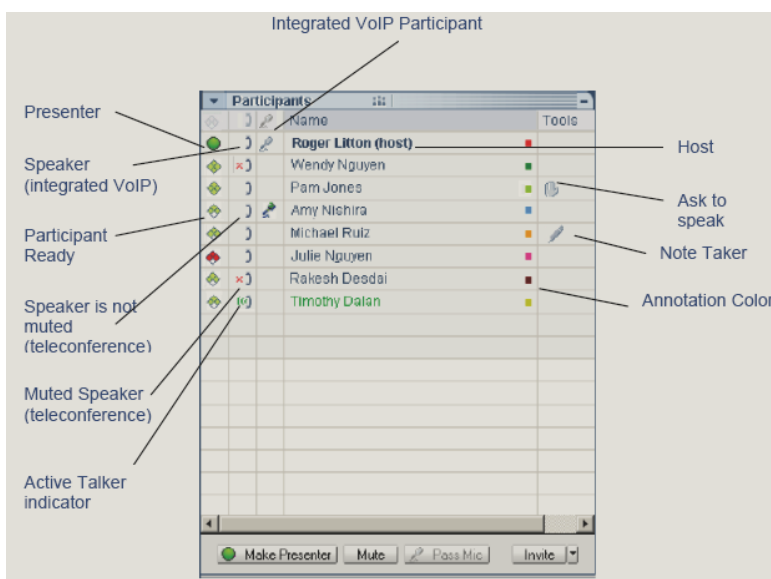 Integrated VoIP Participant
Presenter
Speaker
(integrated VoIP)
Participant
Ready
Speaker is not
muted
(teleconference)
Muted Speaker
(teleconference)
Active Talker
indicator
Participants
Name
Tools
Roger Litton (host)
Wendy Nguyen
Pam Jones
Amy Nishira
Michael Ruiz
Julie Nguyen
Rakesh Desdai
Timothy Dalan
Make Presenter
Mute
Pass Mic
Invite
Host
Ask to
speak
Note Taker
Annotation Color